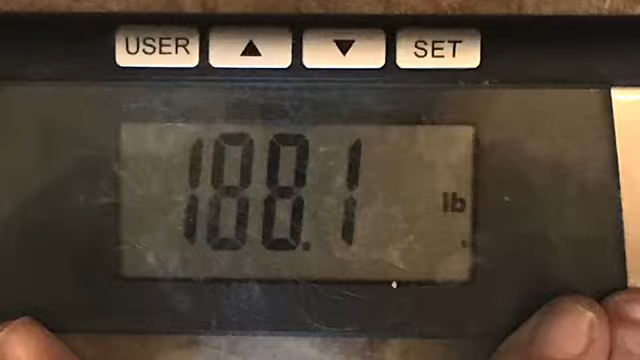 USER ▲ ▼ SET
188.1 lb